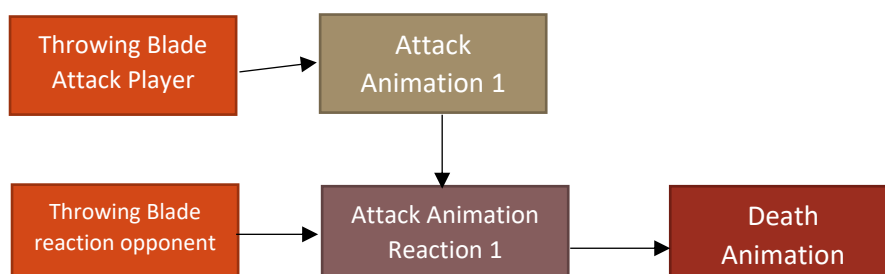 Throwing Blade
Attack Player
Attack
Animation 1
Throwing Blade
reaction opponent
Attack Animation
Reaction 1
Death
Animation